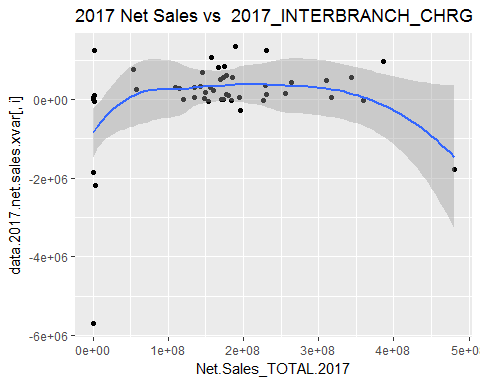 2017 Net Sales vs  2017_INTERBRANCH_CHRG
data.2017.net.sales.xvar[, i]
0e+00
-2e+06
-4e+06
-6e+06
0e+00 1e+08 2e+08 3e+08 4e+08 5e+08
Net.Sales_TOTAL.2017